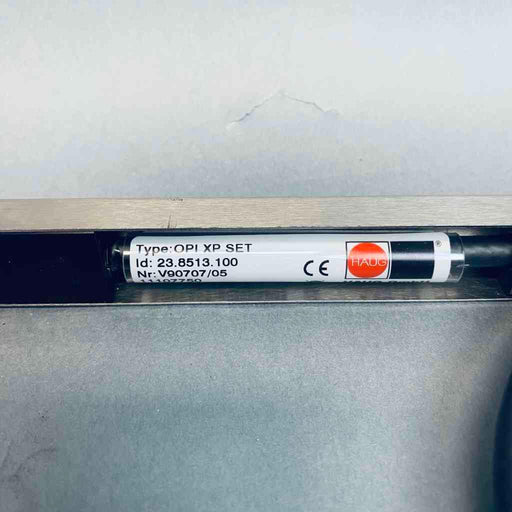 Type:OPI XP SET
Id: 23.8513.100
Nr: V90707/05
CE
HAUG
®